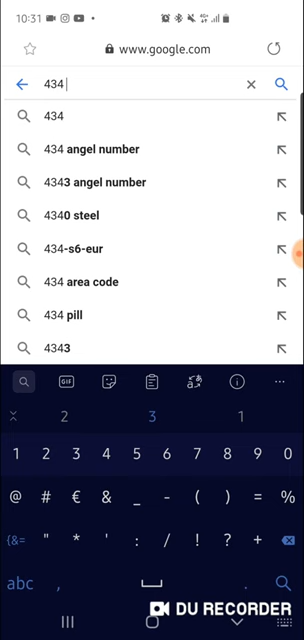 10:31
www.google.com
434
434
434 angel number
4343 angel number
4340 steel
434-s6-eur
434 area code
434 pill
4343
GIF
2 3 1
1 2 3 4 5 6 7 8 9 0
@ # € & _ - ( ) = %
{&= " * ' : / ! ? +
abc , .
DU RECORDER